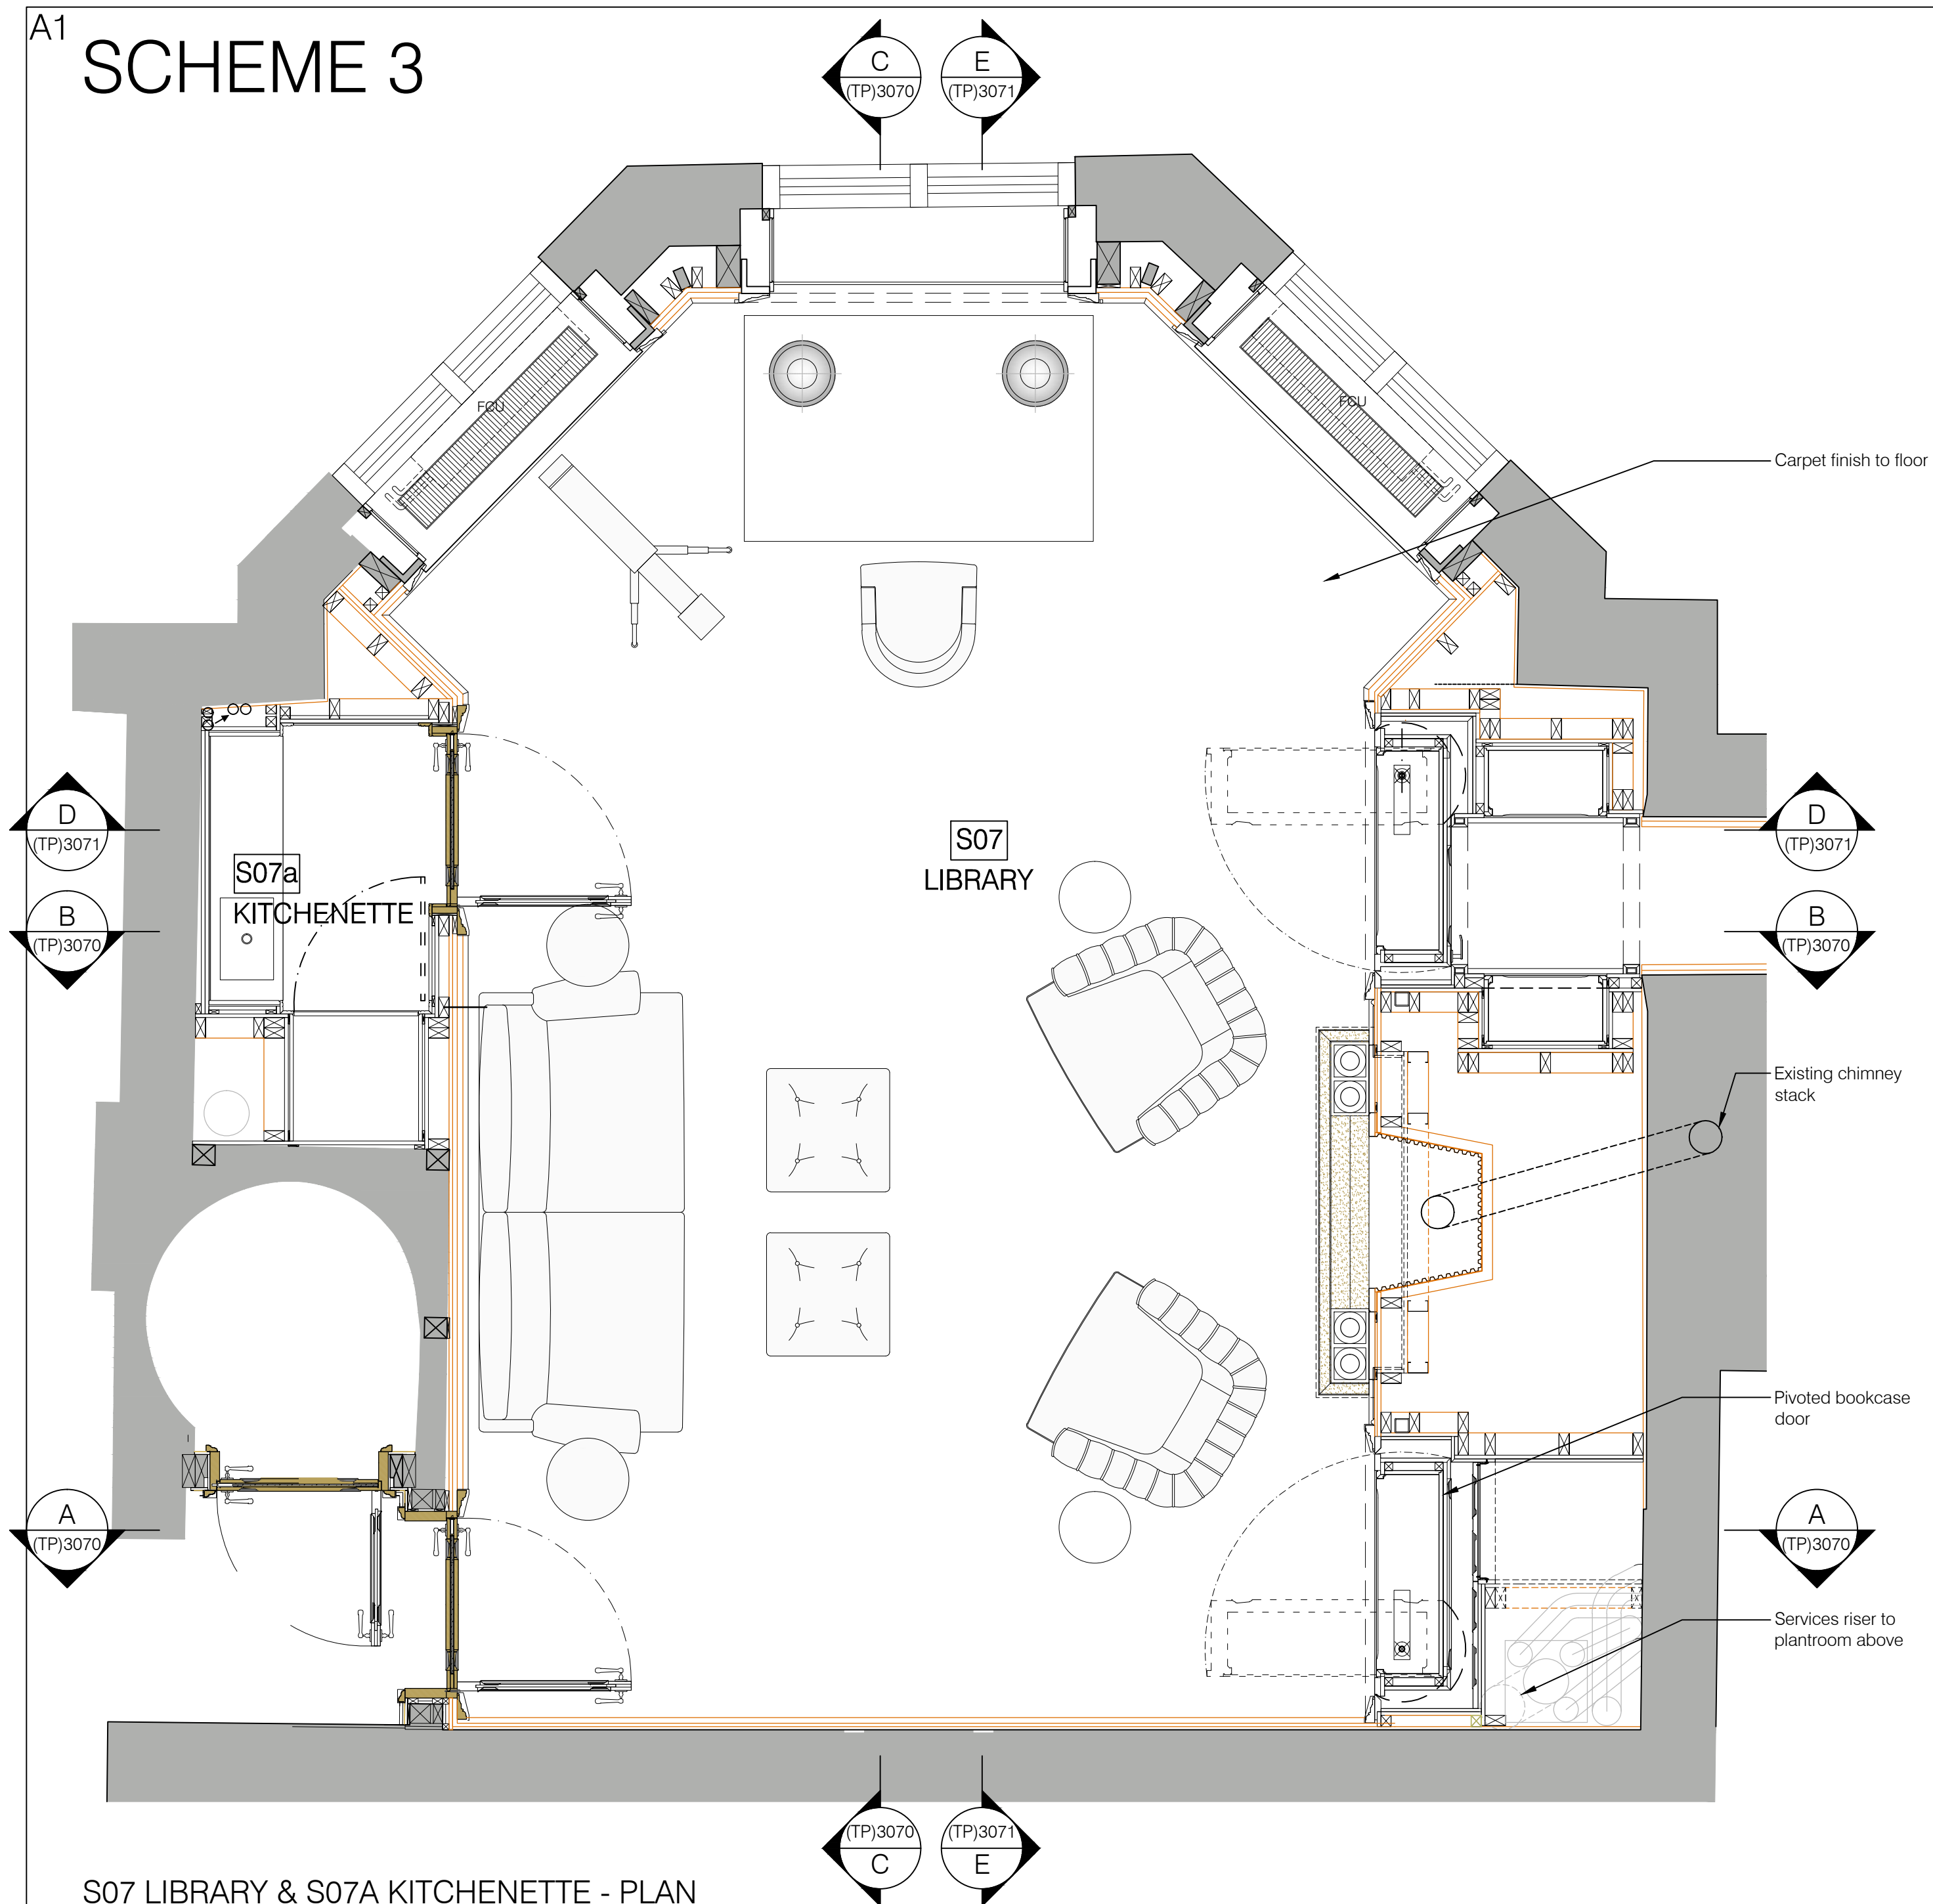 A1
SCHEME 3
C
(TP)3070
E
(TP)3071
FCU
FCU
Carpet finish to floor
D
(TP)3071
S07a
KITCHENETTE
B
(TP)3070
S07
LIBRARY
D
(TP)3071
B
(TP)3070
Existing chimney
stack
Pivoted bookcase
door
A
(TP)3070
A
(TP)3070
Services riser to
plantroom above
(TP)3070
C
(TP)3071
E
S07 LIBRARY & S07A KITCHENETTE - PLAN